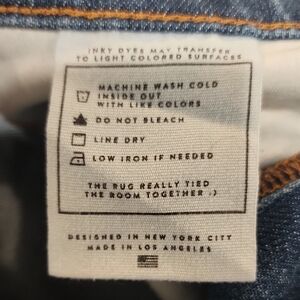 INKY DYES MAY TRANSFER
TO LIGHT COLORED SURFACES
MACHINE WASH COLD
INSIDE OUT
WITH LIKE COLORS
DO NOT BLEACH
LINE DRY
LOW IRON IF NEEDED
THE RUG REALLY TIED
THE ROOM TOGETHER :)
DESIGNED IN NEW YORK CITY
MADE IN LOS ANGELES